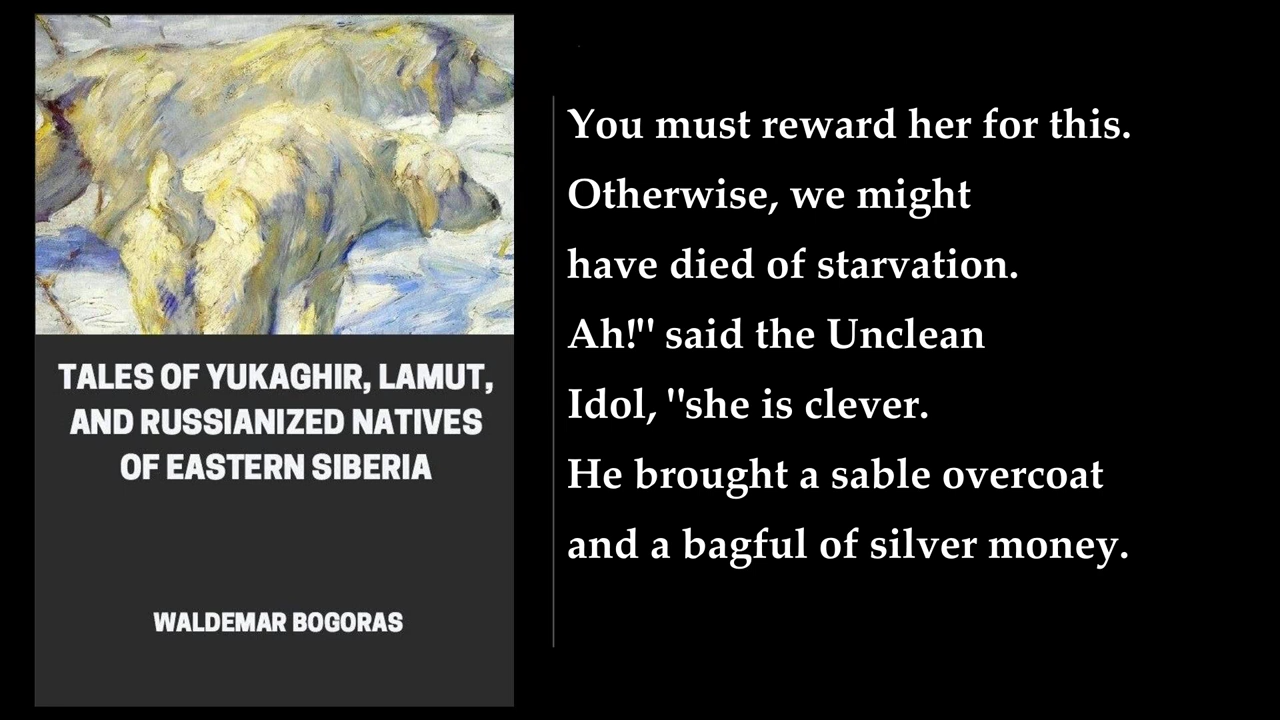 TALES OF YUKAGHIR, LAMUT,
AND RUSSIANIZED NATIVES
OF EASTERN SIBERIA
WALDEMAR BOGORAS
You must reward her for this.
Otherwise, we might
have died of starvation.
Ah!" said the Unclean
Idol, "she is clever.
He brought a sable overcoat
and a bagful of silver money.